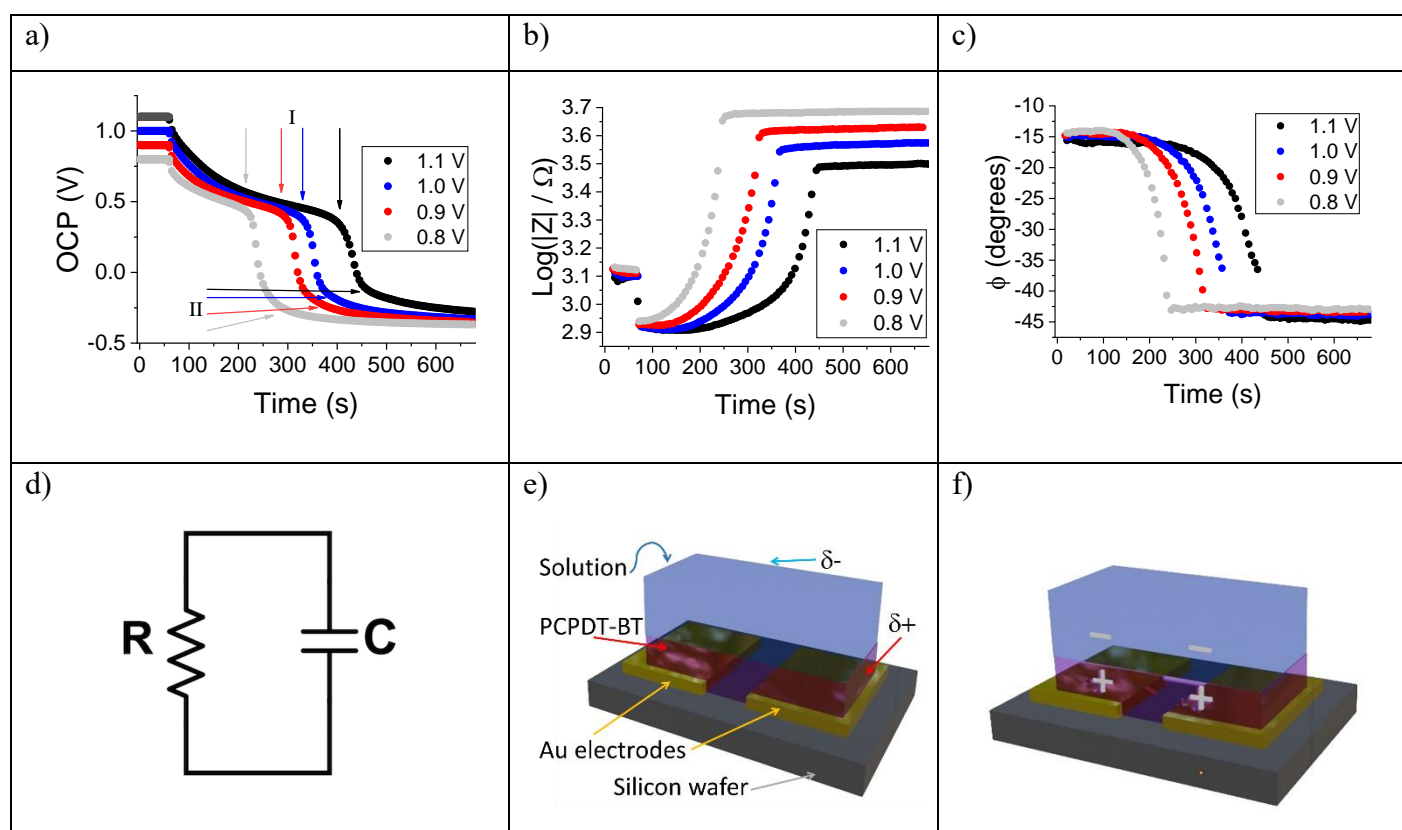 a)
b)
c)
OCP (V)
1.0
0.5
0.0
-0.5
0 100 200 300 400 500 600
Time (s)
I
II
1.1 V
1.0 V
0.9 V
0.8 V
Log(|Z| / Ω)
3.7
3.6
3.5
3.4
3.3
3.2
3.1
3.0
2.9
0 100 200 300 400 500 600
Time (s)
1.1 V
1.0 V
0.9 V
0.8 V
ϕ (degrees)
-10
-15
-20
-25
-30
-35
-40
-45
0 100 200 300 400 500 600
Time (s)
1.1 V
1.0 V
0.9 V
0.8 V
d)
e)
f)
R
C
Solution
δ-
PCPDT-BT
δ+
Au electrodes
Silicon wafer
− −
+ +